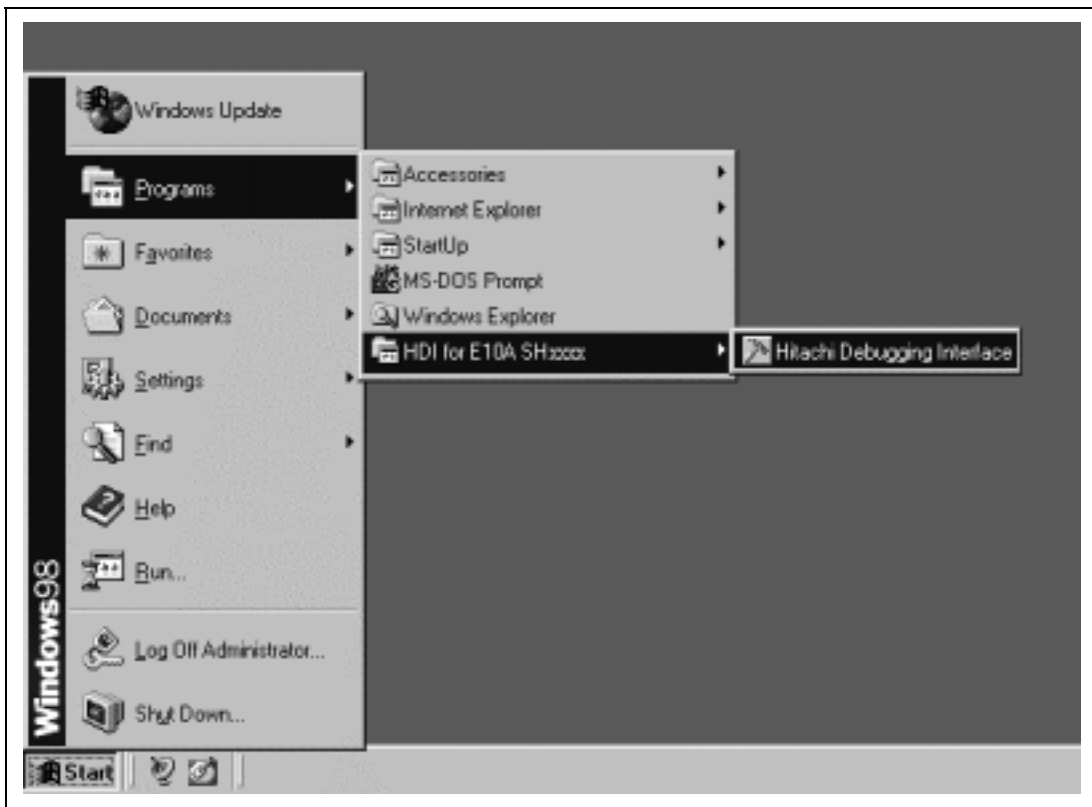 Windows Update
Programs
Favorites
Documents
Settings
Find
Help
Run...
Log Off Administrator...
Shut Down...
Windows98
Start
Accessories
Internet Explorer
StartUp
MS-DOS Prompt
Windows Explorer
HDI for E10A SHxxxx
Hitachi Debugging Interface